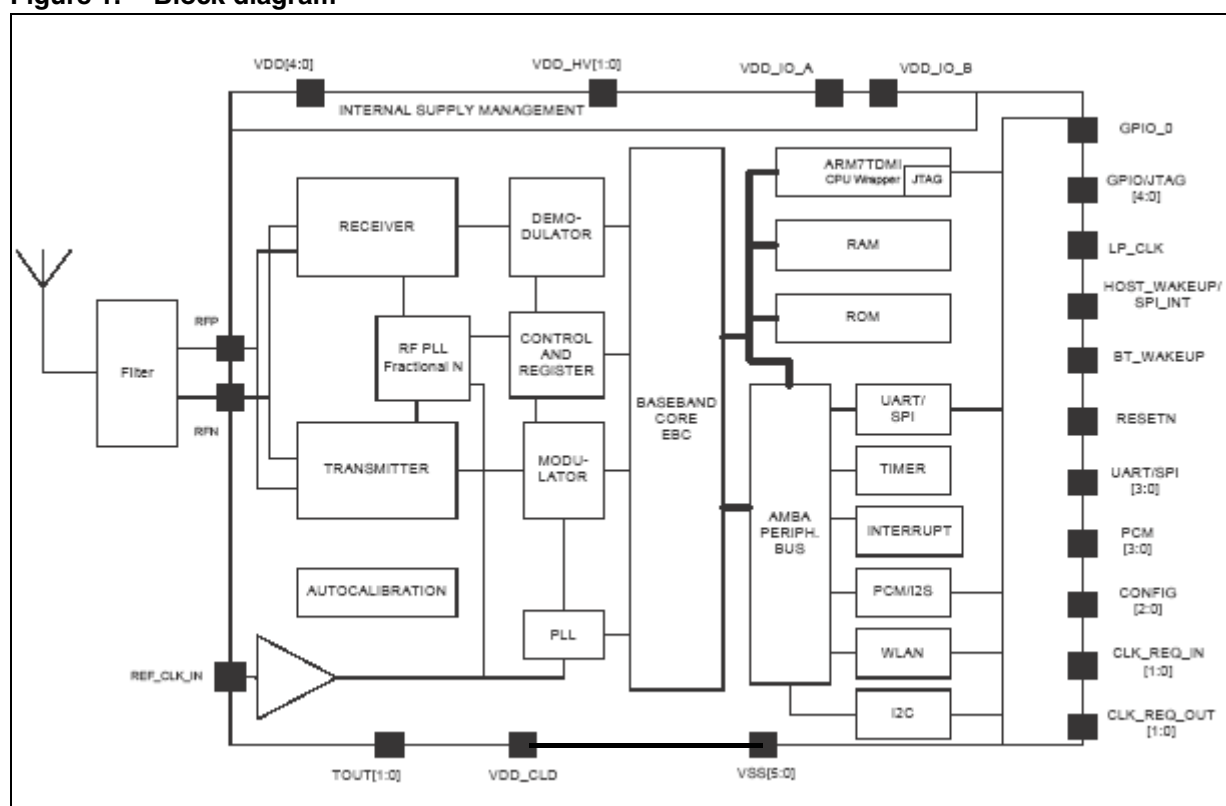 Figure 1. Block diagram
VDD[4:0]
VDD_HV[1:0]
VDD_IO_A
VDD_IO_B
INTERNAL SUPPLY MANAGEMENT
GPIO_0
GPIO/JTAG
[4:0]
LP_CLK
HOST_WAKEUP/
SPI_INT
BT_WAKEUP
RESETN
UART/SPI
[3:0]
PCM
[3:0]
CONFIG
[2:0]
CLK_REQ_IN
[1:0]
CLK_REQ_OUT
[1:0]
RECEIVER
DEMO-
DULATOR
ARM7TDMI
CPU Wrapper
JTAG
RAM
ROM
RFP
Filter
RFN
RF PLL
Fractional N
CONTROL
AND
REGISTER
BASEBAND
CORE
EBC
TRANSMITTER
MODU-
LATOR
AUTOCALIBRATION
PLL
REF_CLK_IN
AMBA
PERIPH.
BUS
UART/
SPI
TIMER
INTERRUPT
PCM/I2S
WLAN
I2C
TOUT[1:0]
VDD_CLD
VSS[5:0]